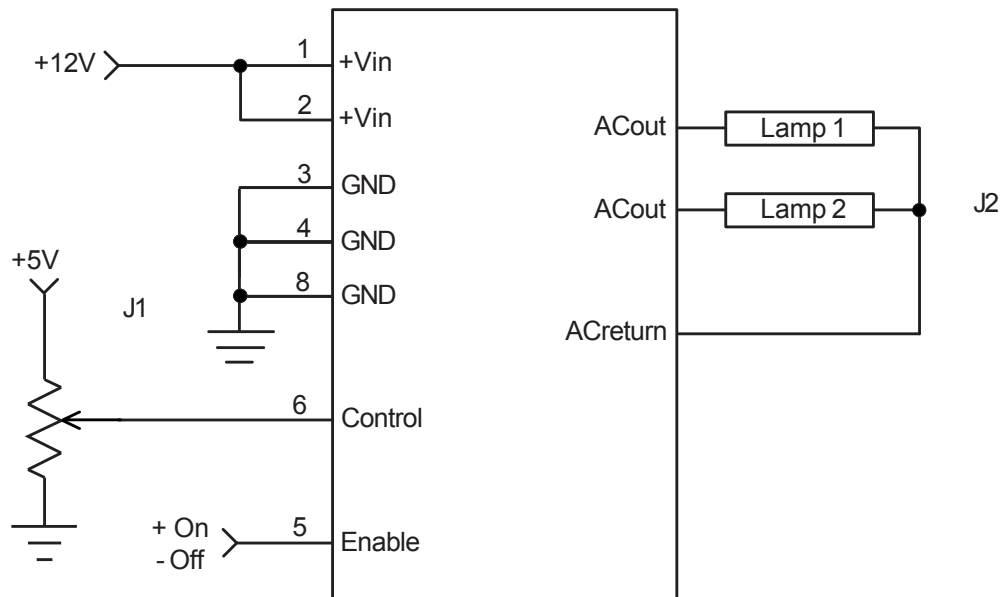 +12V
1
+Vin
2
+Vin
3
GND
4
GND
8
GND
+5V
J1
6
Control
+ On
- Off
5
Enable
ACout
Lamp 1
ACout
Lamp 2
J2
ACreturn